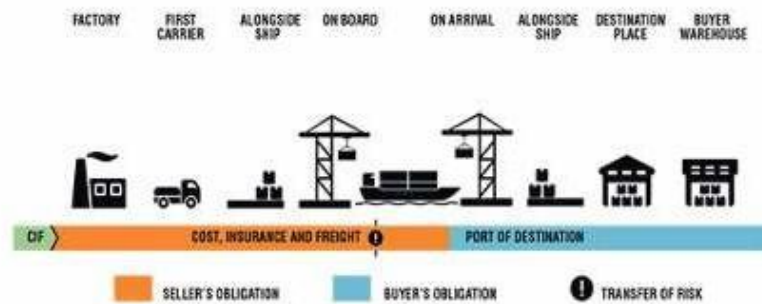 FACTORY
FIRST
CARRIER
ALONGSIDE
SHIP
ON BOARD
ON ARRIVAL
ALONGSIDE
SHIP
DESTINATION
PLACE
BUYER
WAREHOUSE
CIF
COST, INSURANCE AND FREIGHT
PORT OF DESTINATION
SELLER'S OBLIGATION
BUYER'S OBLIGATION
TRANSFER OF RISK